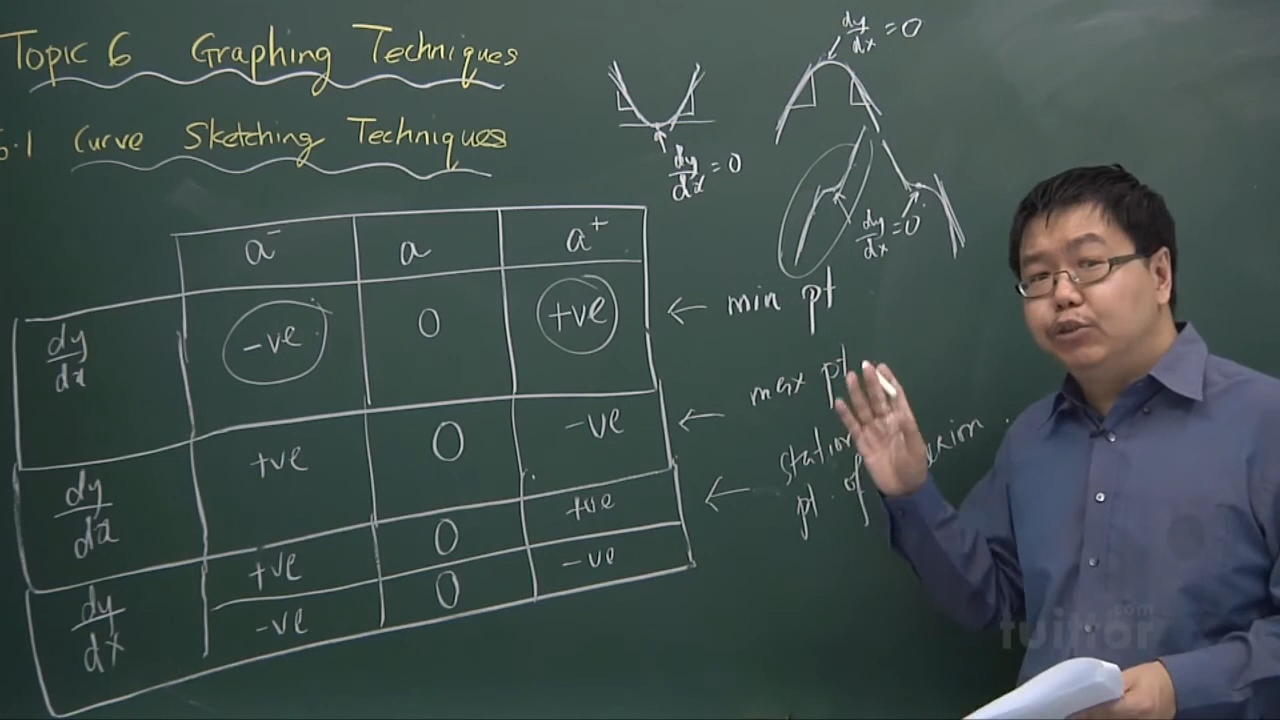 Topic 6 Graphing Techniques
6.1 Curve Sketching Techniques
dy/dx = 0
dy/dx = 0
dy/dx = 0
a⁻ a a⁺
dy/dx -ve 0 +ve ← min pt
dy/dx +ve 0 -ve ← max pt
dy/dx +ve 0 +ve ←
-ve 0 -ve
pt. of
tuittor.com